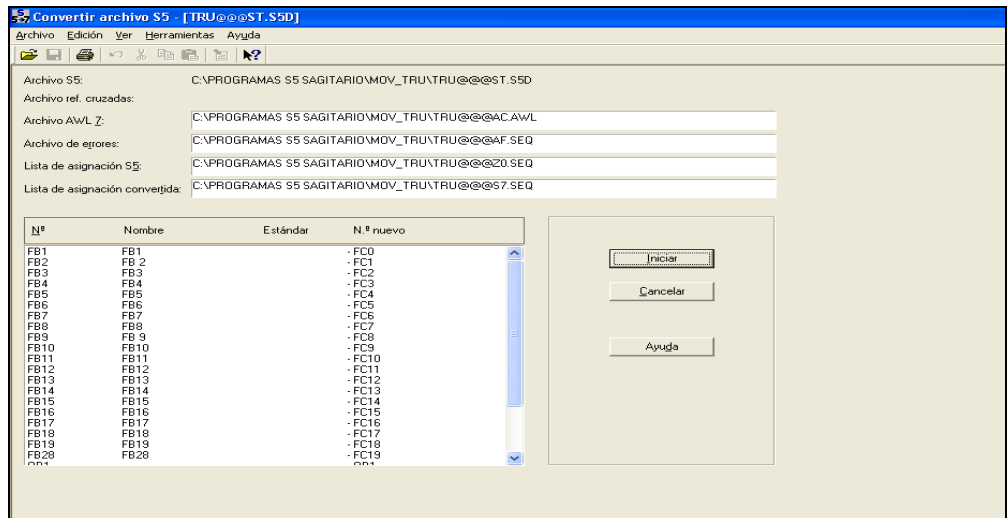 Convertir archivo S5 - [TRU@@@ST.S5D]
Archivo Edición Ver Herramientas Ayuda
Archivo S5: C:\PROGRAMAS S5 SAGITARIO\MOV_TRU\TRU@@@ST.S5D
Archivo ref. cruzadas:
Archivo AWL 7: C:\PROGRAMAS S5 SAGITARIO\MOV_TRU\TRU@@@AC.AWL
Archivo de errores: C:\PROGRAMAS S5 SAGITARIO\MOV_TRU\TRU@@@AF.SEQ
Lista de asignación S5: C:\PROGRAMAS S5 SAGITARIO\MOV_TRU\TRU@@@Z0.SEQ
Lista de asignación convertida: C:\PROGRAMAS S5 SAGITARIO\MOV_TRU\TRU@@@S7.SEQ
Nº Nombre Estándar N.º nuevo
FB1 FB1 - FC0
FB2 FB 2 - FC1
FB3 FB3 - FC2
FB4 FB4 - FC3
FB5 FB5 - FC4
FB6 FB6 - FC5
FB7 FB7 - FC6
FB8 FB8 - FC7
FB9 FB 9 - FC8
FB10 FB10 - FC9
FB11 FB11 - FC10
FB12 FB12 - FC11
FB13 FB13 - FC12
FB14 FB14 - FC13
FB15 FB15 - FC14
FB16 FB16 - FC15
FB17 FB17 - FC16
FB18 FB18 - FC17
FB19 FB19 - FC18
FB28 FB28 - FC19
OB1 OB1
Iniciar
Cancelar
Ayuda